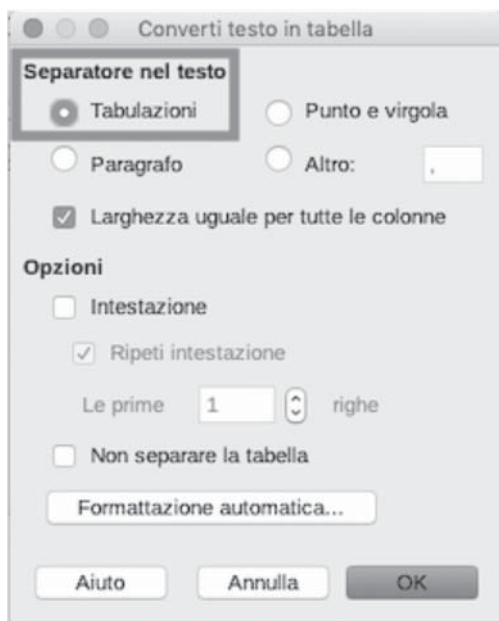 Converti testo in tabella
Separatore nel testo
Tabulazioni Punto e virgola
Paragrafo Altro: ,
Larghezza uguale per tutte le colonne
Opzioni
Intestazione
Ripeti intestazione
Le prime 1 righe
Non separare la tabella
Formattazione automatica...
Aiuto Annulla OK